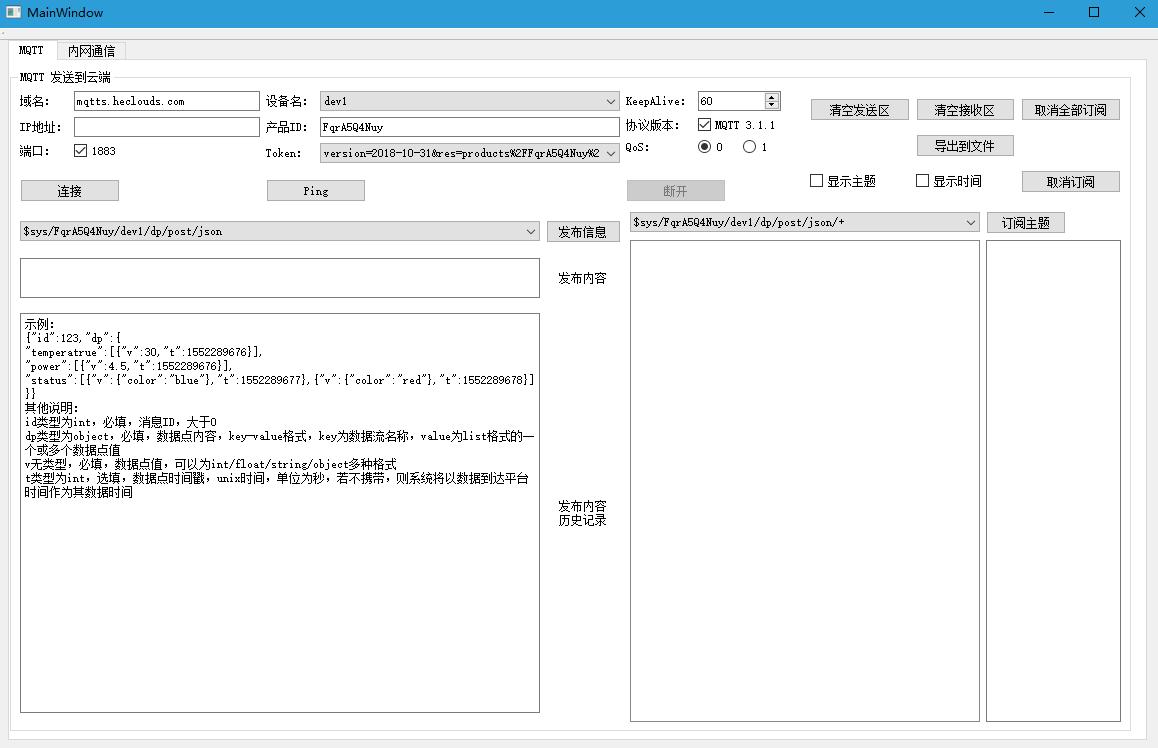 MainWindow
MQTT 内网通信
MQTT 发送到云端
域名: mqtts.heclouds.com 设备名: dev1 KeepAlive: 60 清空发送区 清空接收区 取消全部订阅
IP地址: 产品ID: FqrA5Q4Nuy 协议版本: MQTT 3.1.1
端口: 1883 Token: version=2018-10-31&res=products%2FFqrA5Q4Nuy%2 QoS: 0 1 导出到文件
连接 Ping 断开 显示主题 显示时间 取消订阅
$sys/FqrA5Q4Nuy/dev1/dp/post/json 发布信息 $sys/FqrA5Q4Nuy/dev1/dp/post/json/+ 订阅主题
发布内容
示例:
{"id":123,"dp":{
"temperatrue":[{"v":30,"t":1552289676}],
"power":[{"v":4.5,"t":1552289676}],
"status":[{"v":{"color":"blue"},"t":1552289677},{"v":{"color":"red"},"t":1552289678}]
}}
其他说明:
id类型为int，必填，消息ID，大于0
dp类型为object，必填，数据点内容，key-value格式，key为数据流名称，value为list格式的一
个或多个数据点值
v无类型，必填，数据点值，可以为int/float/string/object多种格式
t类型为int，选填，数据点时间戳，unix时间，单位为秒，若不携带，则系统将以数据到达平台
时间作为其数据时间
发布内容
历史记录